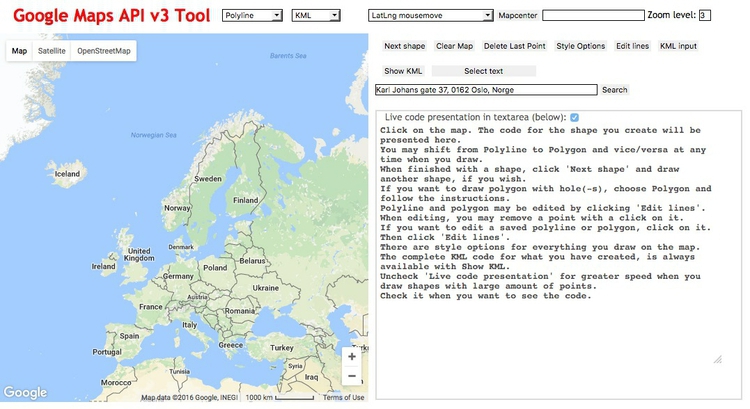 Google Maps API v3 Tool
Polyline
KML
LatLng mousemove
Mapcenter
Zoom level: 3
Map
Satellite
OpenStreetMap
Next shape
Clear Map
Delete Last Point
Style Options
Edit lines
KML input
Show KML
Select text
Karl Johans gate 37, 0162 Oslo, Norge
Search
Live code presentation in textarea (below):
Click on the map. The code for the shape you create will be
presented here.
You may shift from Polyline to Polygon and vice/versa at any
time when you draw.
When finished with a shape, click 'Next shape' and draw
another shape, if you wish.
If you want to draw polygon with hole(-s), choose Polygon and
follow the instructions.
Polyline and polygon may be edited by clicking 'Edit lines'.
When editing, you may remove a point with a click on it.
If you want to edit a saved polyline or polygon, click on it.
Then click 'Edit lines'.
There are style options for everything you draw on the map.
The complete KML code for what you have created, is always
available with Show KML.
Uncheck 'Live code presentation' for greater speed when you
draw shapes with large amount of points.
Check it when you want to see the code.
Barents Sea
Norwegian Sea
Iceland
Sweden
Finland
Norway
Denmark
United
Kingdom
Ireland
Poland
Belarus
Germany
Ukraine
Austria
France
Romania
Italy
Spain
Portugal
Greece
Turkey
Syria
Iraq
Tunisia
Morocco
Google
Map data ©2016 Google, INEGI
1000 km
Terms of Use